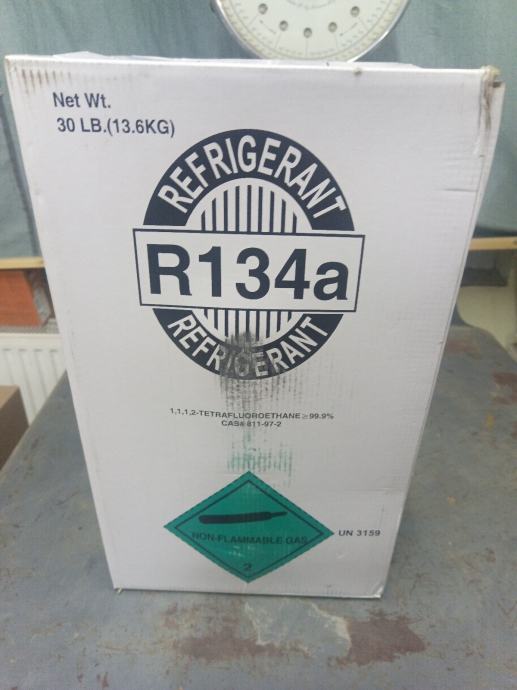 Net Wt.
30 LB.(13.6KG)
REFRIGERANT
R134a
REFRIGERANT
1,1,1,2-TETRAFLUOROETHANE≥99.9%
CAS# 811-97-2
NON-FLAMMABLE GAS
UN 3159
2